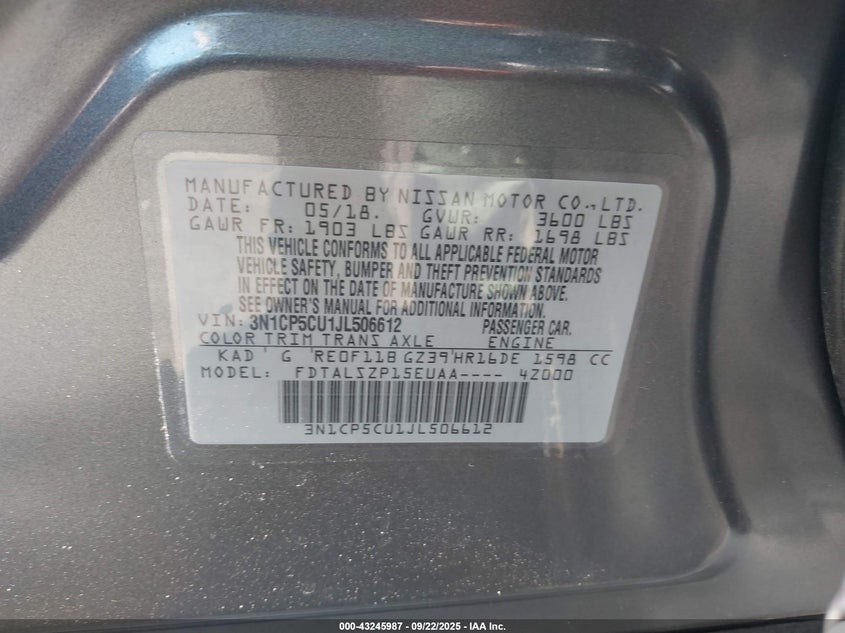 MANUFACTURED BY NISSAN MOTOR CO.,LTD.
DATE: 05/18. GVWR: 3600 LBS
GAWR FR: 1903 LBS GAWR RR: 1698 LBS
THIS VEHICLE CONFORMS TO ALL APPLICABLE FEDERAL MOTOR
VEHICLE SAFETY, BUMPER AND THEFT PREVENTION STANDARDS
IN EFFECT ON THE DATE OF MANUFACTURE SHOWN ABOVE.
SEE OWNER'S MANUAL FOR ADDITIONAL INFORMATION.
VIN: 3N1CP5CU1JL506612 PASSENGER CAR.
COLOR TRIM TRANS AXLE ENGINE
KAD G RE0F11B GZ39 HR16DE 1598 CC
MODEL: FDTALSZP15EUAA---- 4Z000
3N1CP5CU1JL506612
000-43245987 - 09/22/2025 - IAA Inc.